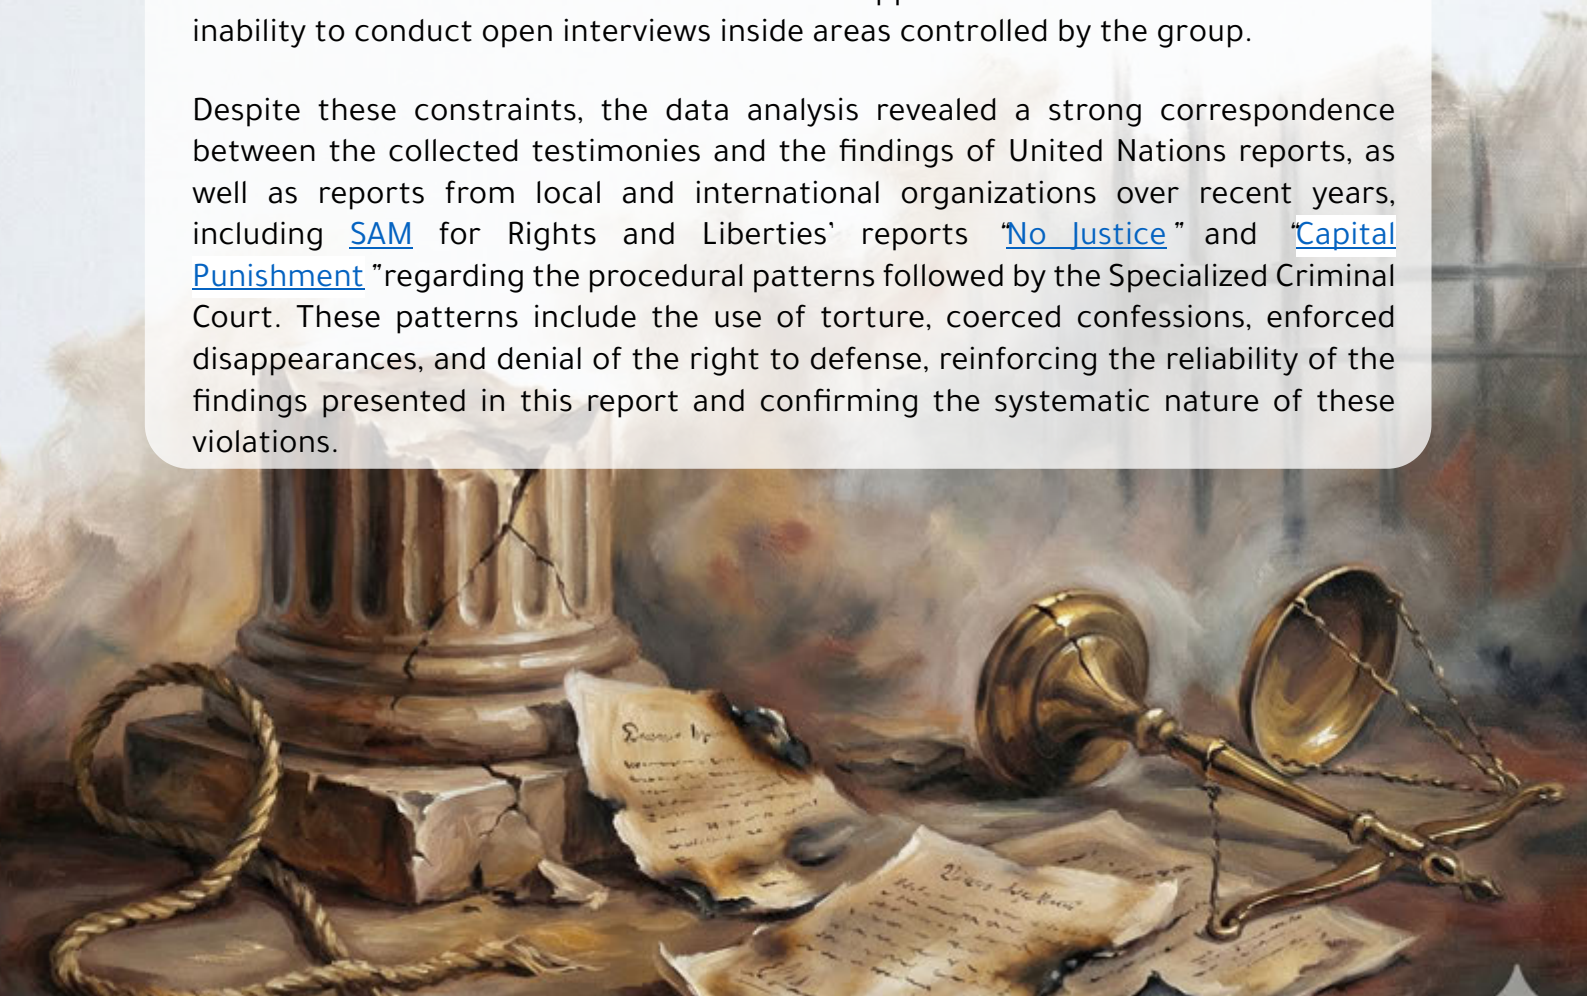 inability to conduct open interviews inside areas controlled by the group.
Despite these constraints, the data analysis revealed a strong correspondence
between the collected testimonies and the findings of United Nations reports, as
well as reports from local and international organizations over recent years,
including SAM for Rights and Liberties’ reports “No Justice ” and “Capital
Punishment ”regarding the procedural patterns followed by the Specialized Criminal
Court. These patterns include the use of torture, coerced confessions, enforced
disappearances, and denial of the right to defense, reinforcing the reliability of the
findings presented in this report and confirming the systematic nature of these
violations.